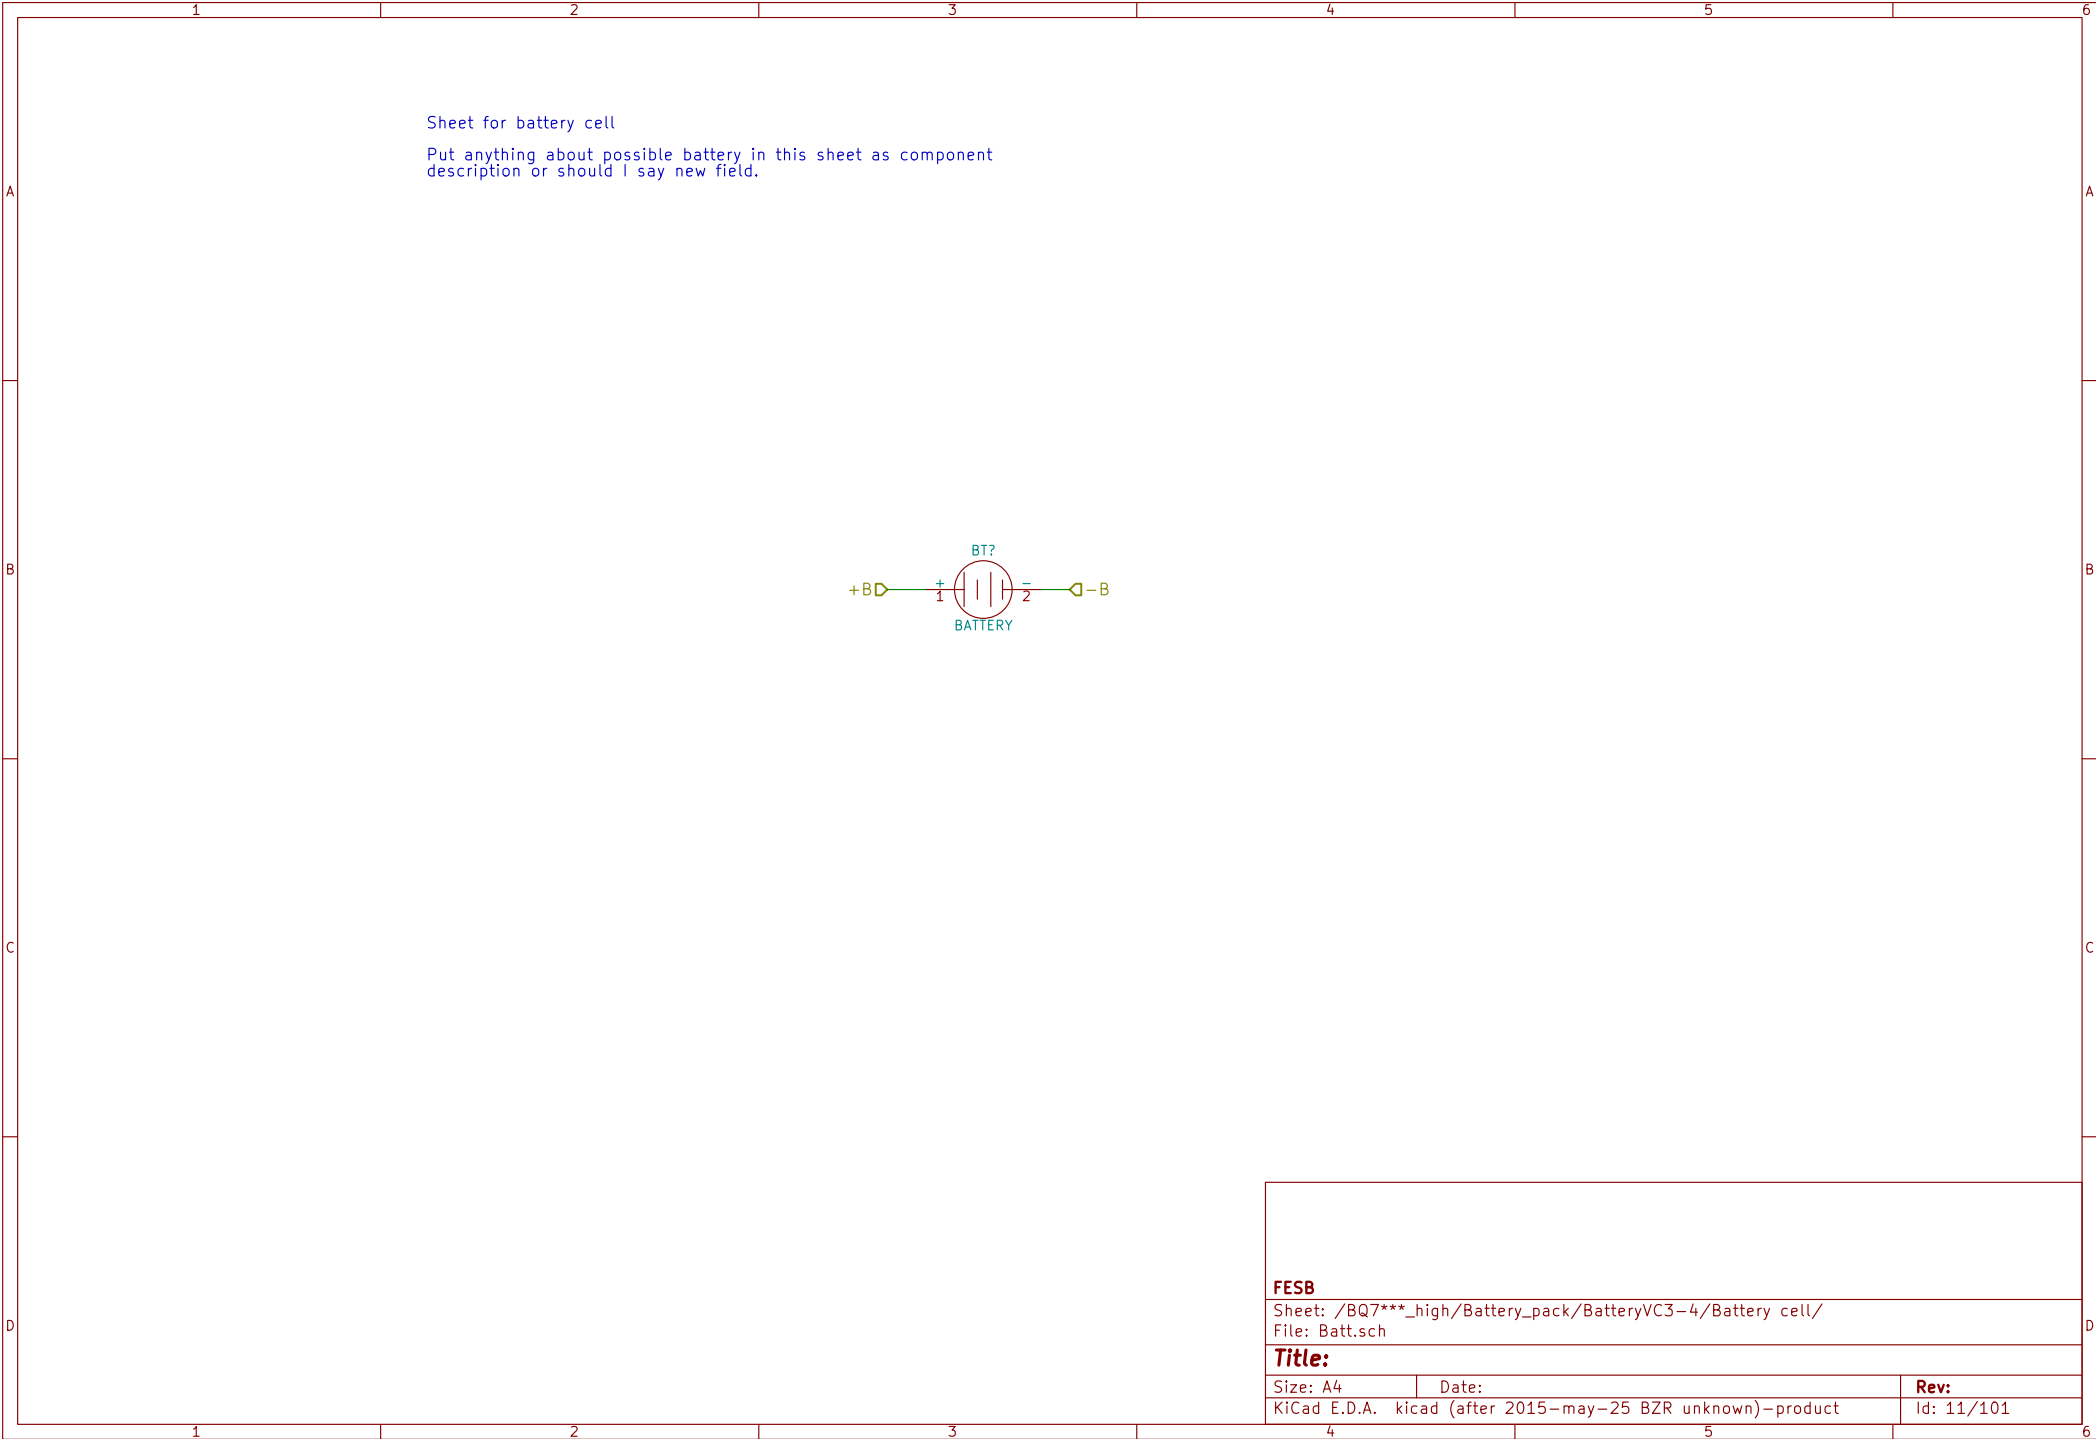 1 2 3 4 5 6
Sheet for battery cell
Put anything about possible battery in this sheet as component
description or should I say new field.
A A
BT?
B B
+B + - -B
1 2
BATTERY
C C
FESB
Sheet: /BQ7***_high/Battery_pack/BatteryVC3-4/Battery cell/
File: Batt.sch
D D
Title:
Size: A4 Date: Rev:
KiCad E.D.A. kicad (after 2015-may-25 BZR unknown)-product Id: 11/101
1 2 3 4 5 6